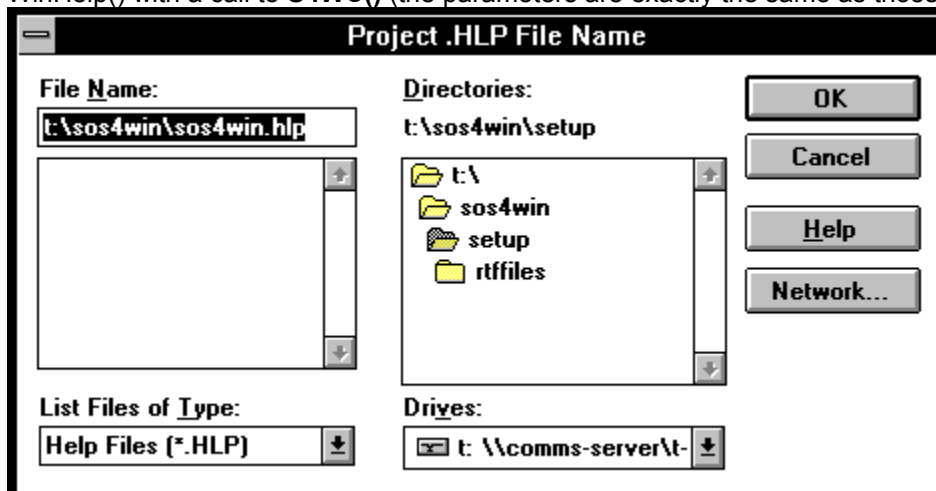 WinHelp() with a call to (the parameters are exactly the same as those
Project .HLP File Name
File Name:
t:\sos4win\sos4win.hlp
List Files of Type:
Help Files (*.HLP)
Directories:
t:\sos4win\setup
t:\
sos4win
setup
rtffiles
Drives:
t: \\comms-server\t-
OK
Cancel
Help
Network...